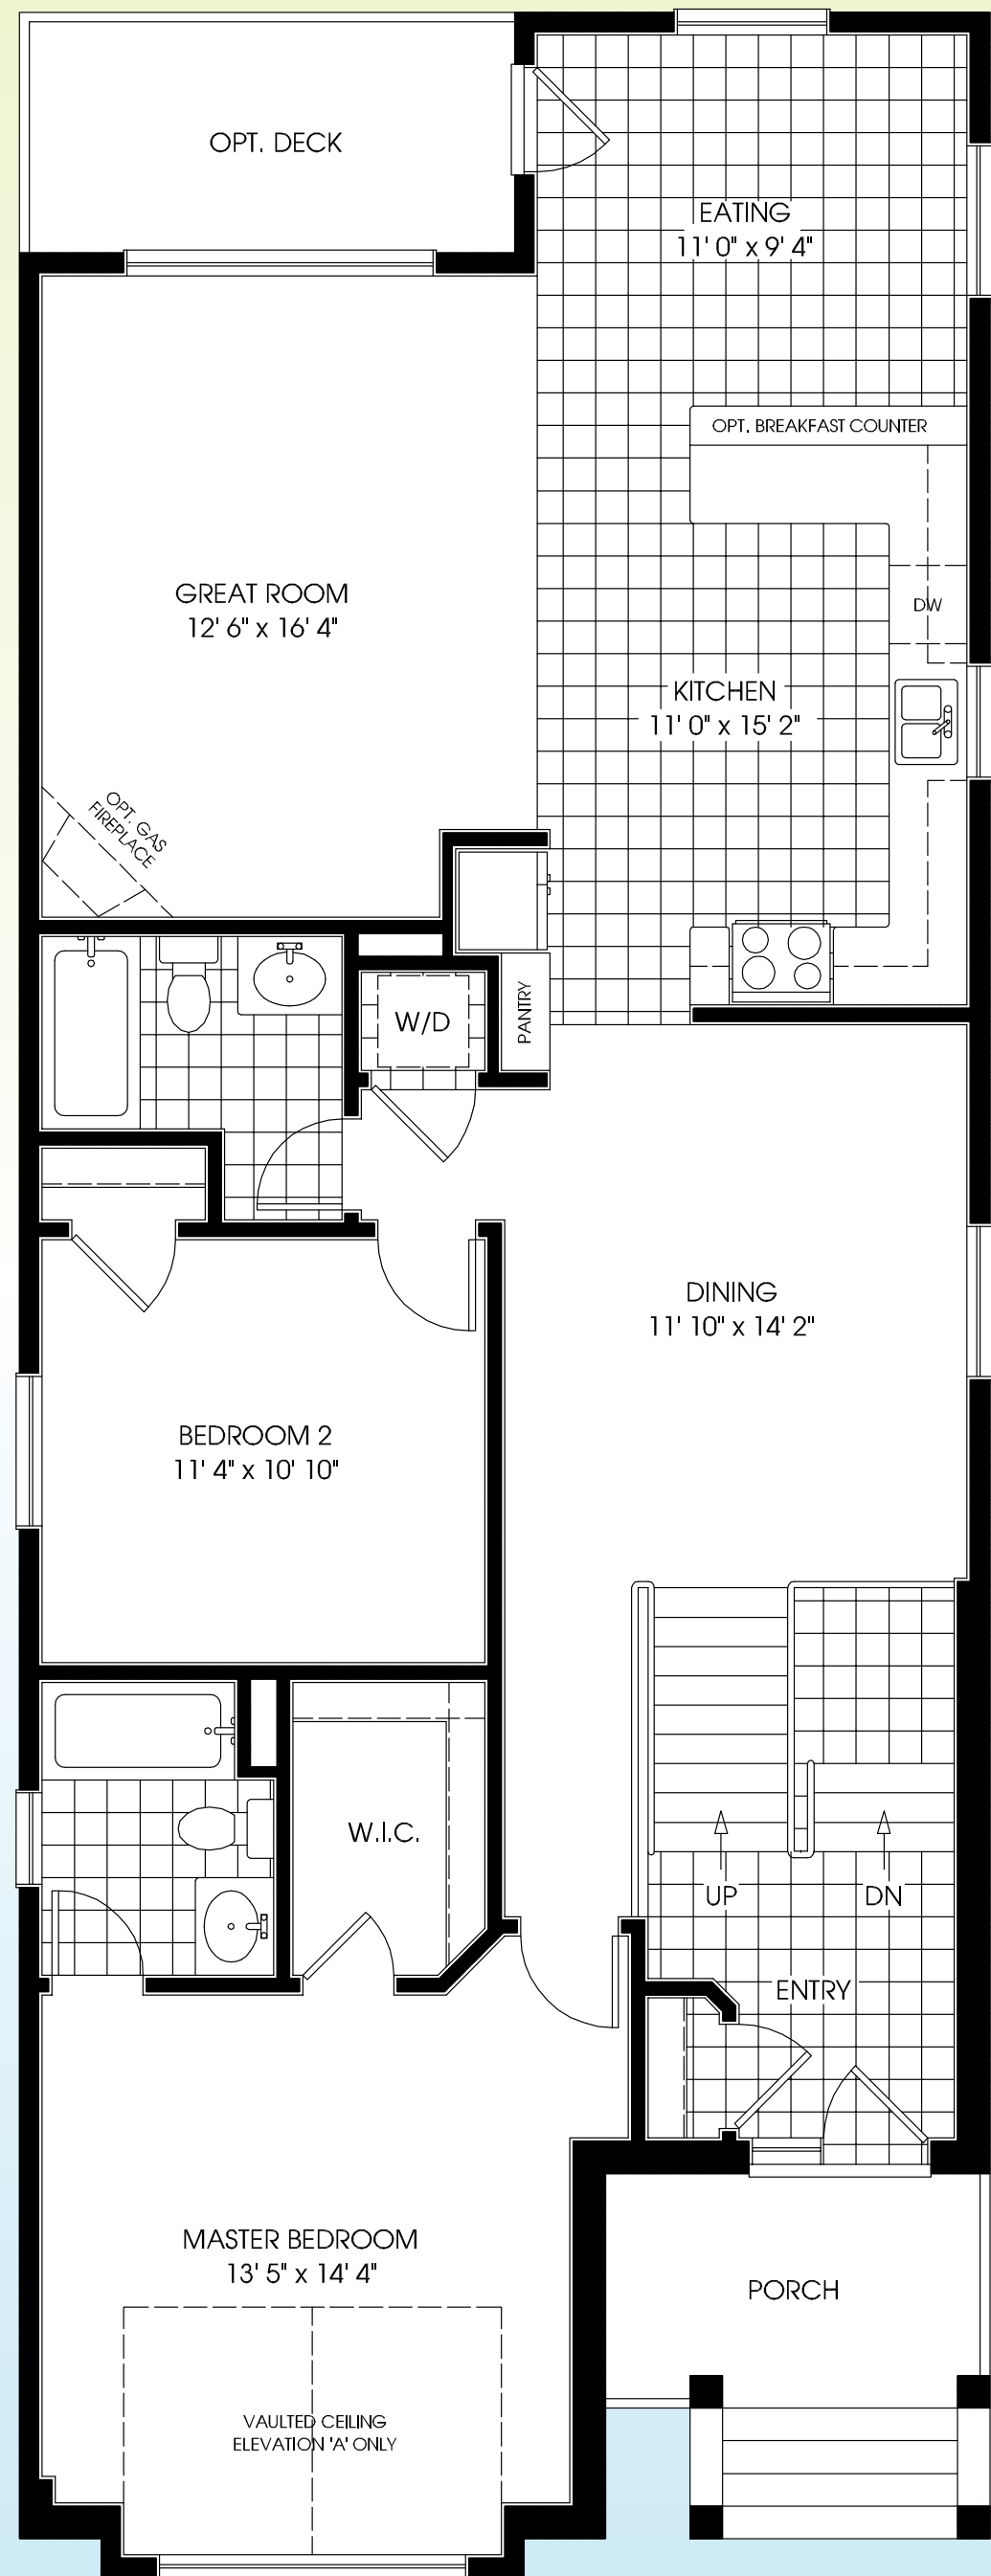 OPT. DECK
EATING
11' 0" x 9' 4"
OPT. BREAKFAST COUNTER
GREAT ROOM
12' 6" x 16' 4"
DW
KITCHEN
11' 0" x 15' 2"
OPT. GAS
FIREPLACE
W/D
PANTRY
DINING
11' 10" x 14' 2"
BEDROOM 2
11' 4" x 10' 10"
W.I.C.
UP
DN
ENTRY
MASTER BEDROOM
13' 5" x 14' 4"
PORCH
VAULTED CEILING
ELEVATION 'A' ONLY